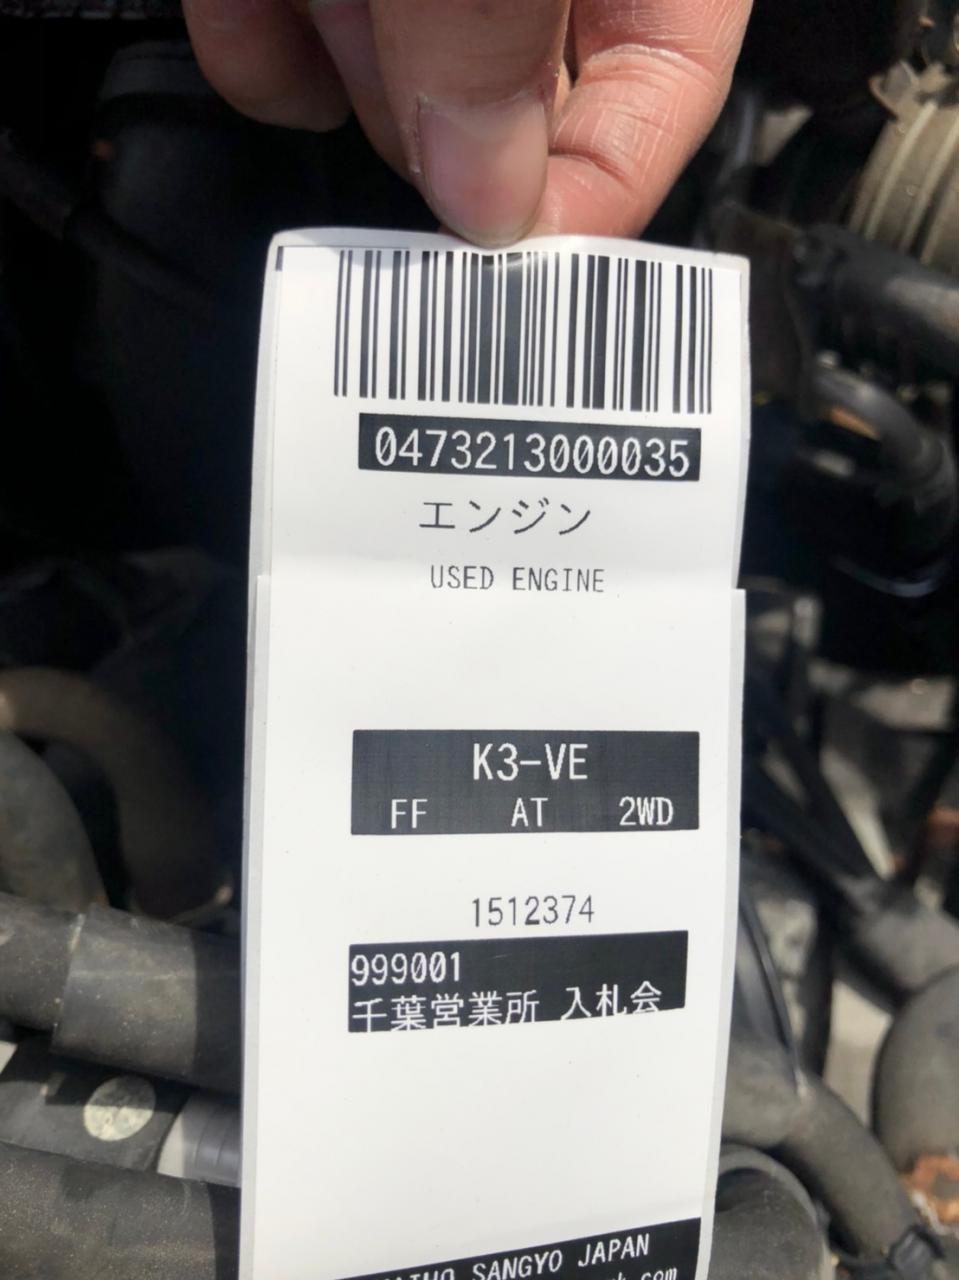 0473213000035
エンジン
USED ENGINE
K3-VE
FF AT 2WD
1512374
999001
千葉営業所 入札会
SANGYO JAPAN
.com